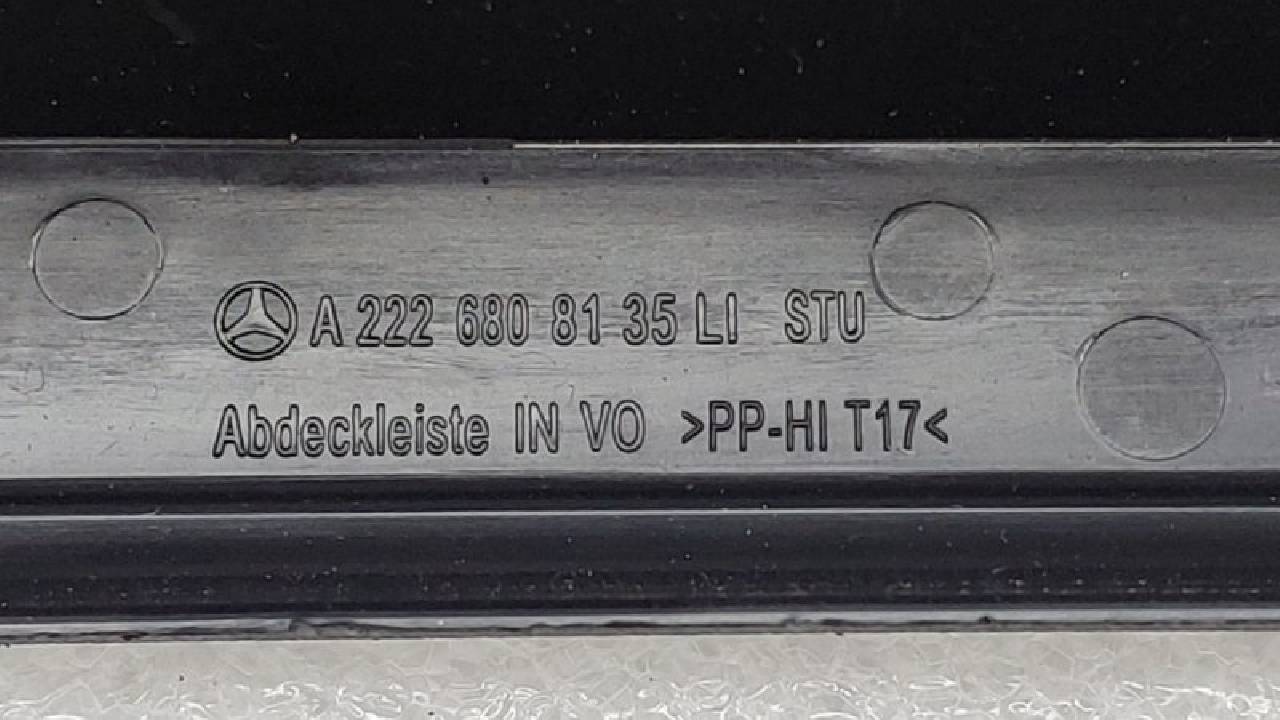 A 222 680 81 35 LI STU
Abdeckleiste IN VO >PP-HI T17<